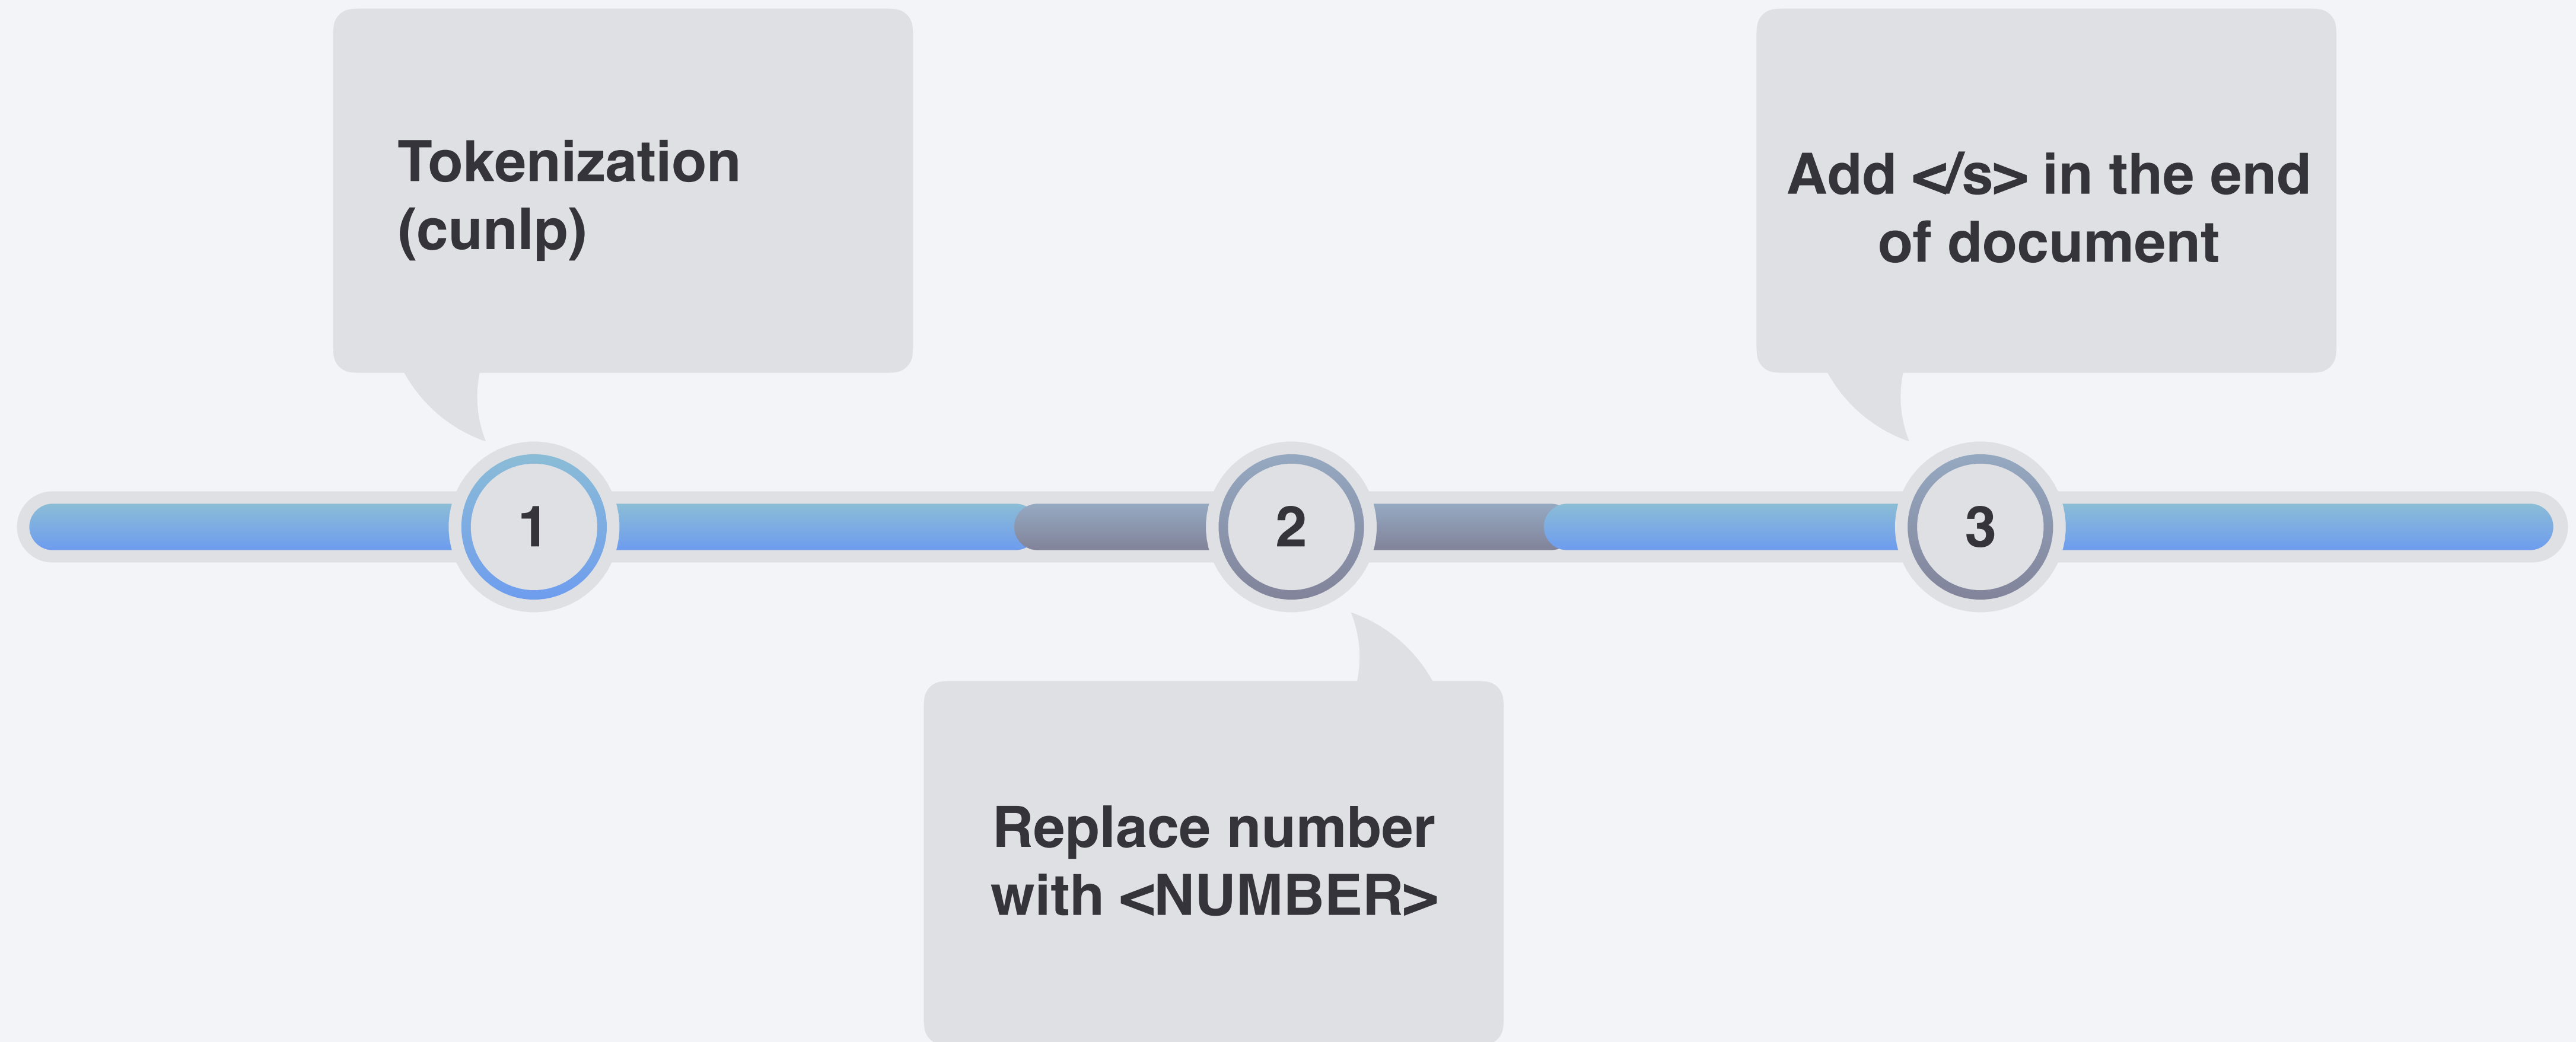 Tokenization
(cunlp)
Add </s> in the end
of document
1
2
3
Replace number
with <NUMBER>